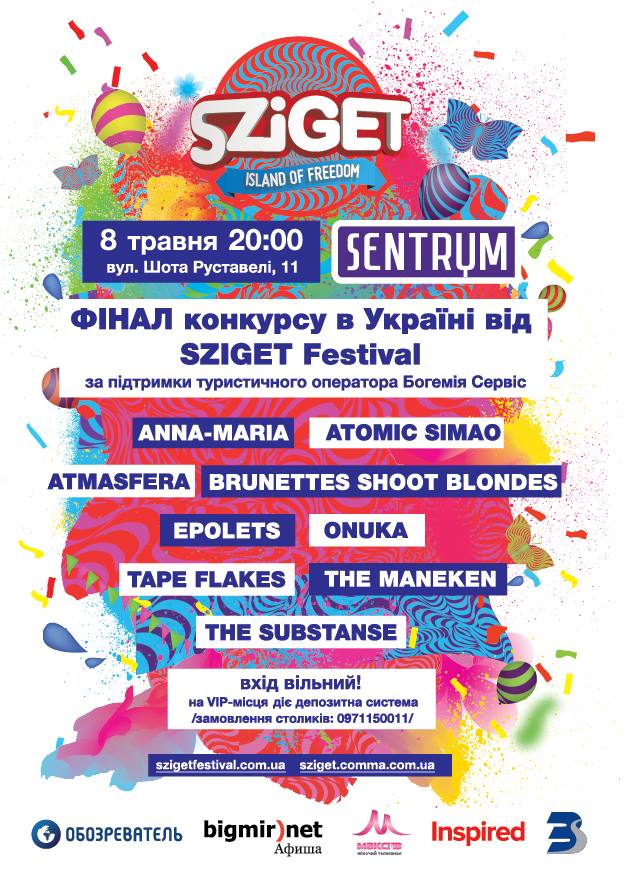 SZiGET
ISLAND OF FREEDOM
8 травня 20:00
вул. Шота Руставелі, 11
SENTRUM
ФІНАЛ конкурсу в Україні від
SZIGET Festival
за підтримки туристичного оператора Богемія Сервіс
ANNA-MARIA ATOMIC SIMAO
ATMASFERA BRUNETTES SHOOT BLONDES
EPOLETS ONUKA
TAPE FLAKES THE MANEKEN
THE SUBSTANSE
вхід вільний!
на VIP-місця діє депозитна система
/замовлення столиків: 0971150011/
szigetfestival.com.ua sziget.comma.com.ua
ОБОЗРЕВАТЕЛЬ bigmir)net Inspired
Афиша